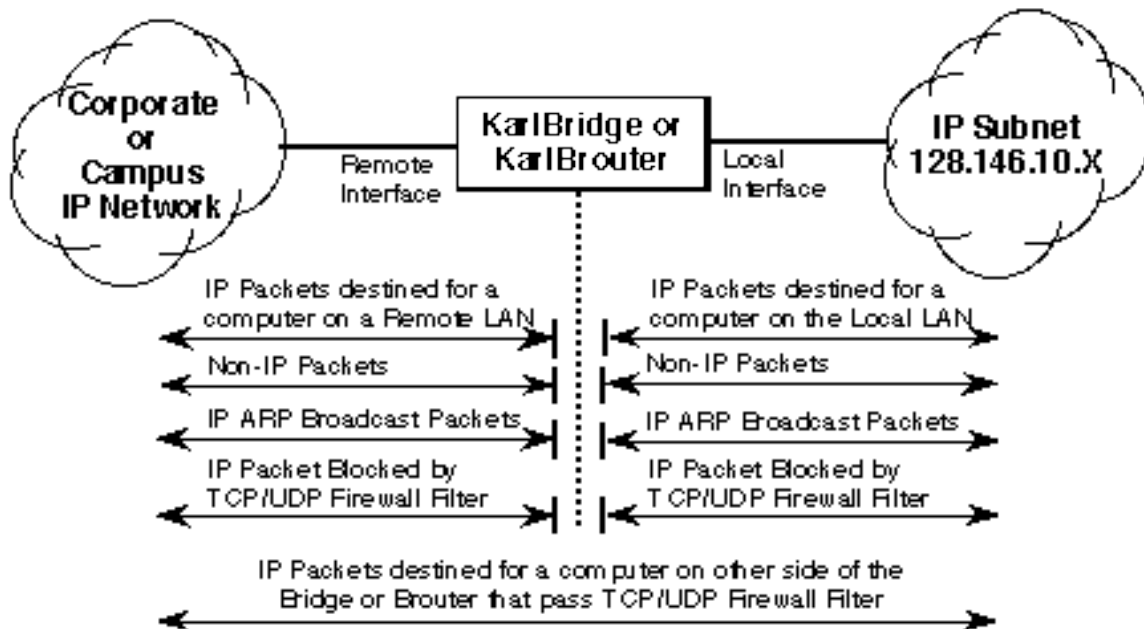 Corporate
or
Campus
IP Network
Remote
Interface
KarlBridge or
KarlBrouter
Local
Interface
IP Subnet
128.146.10.X
IP Packets destined for a
computer on a Remote LAN
IP Packets destined for a
computer on the Local LAN
Non-IP Packets
Non-IP Packets
IP ARP Broadcast Packets
IP ARP Broadcast Packets
IP Packet Blocked by
TCP/UDP Firewall Filter
IP Packet Blocked by
TCP/UDP Firewall Filter
IP Packets destined for a computer on other side of the
Bridge or Brouter that pass TCP/UDP Firewall Filter